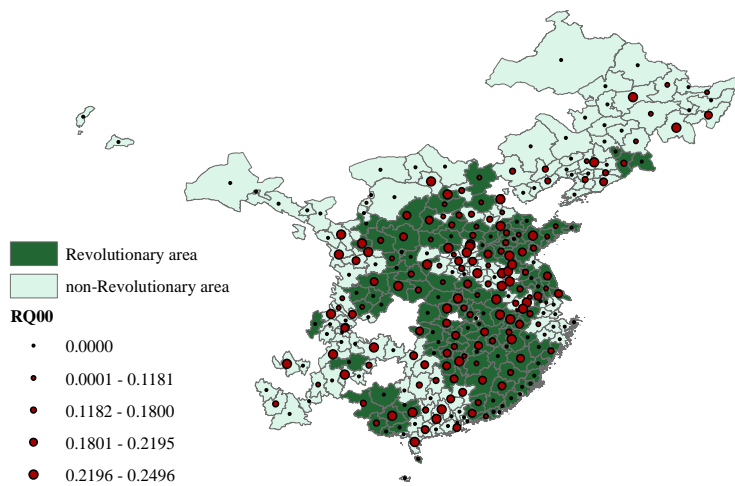 Revolutionary area
non-Revolutionary area
RQ00
0.0000
0.0001 - 0.1181
0.1182 - 0.1800
0.1801 - 0.2195
0.2196 - 0.2496